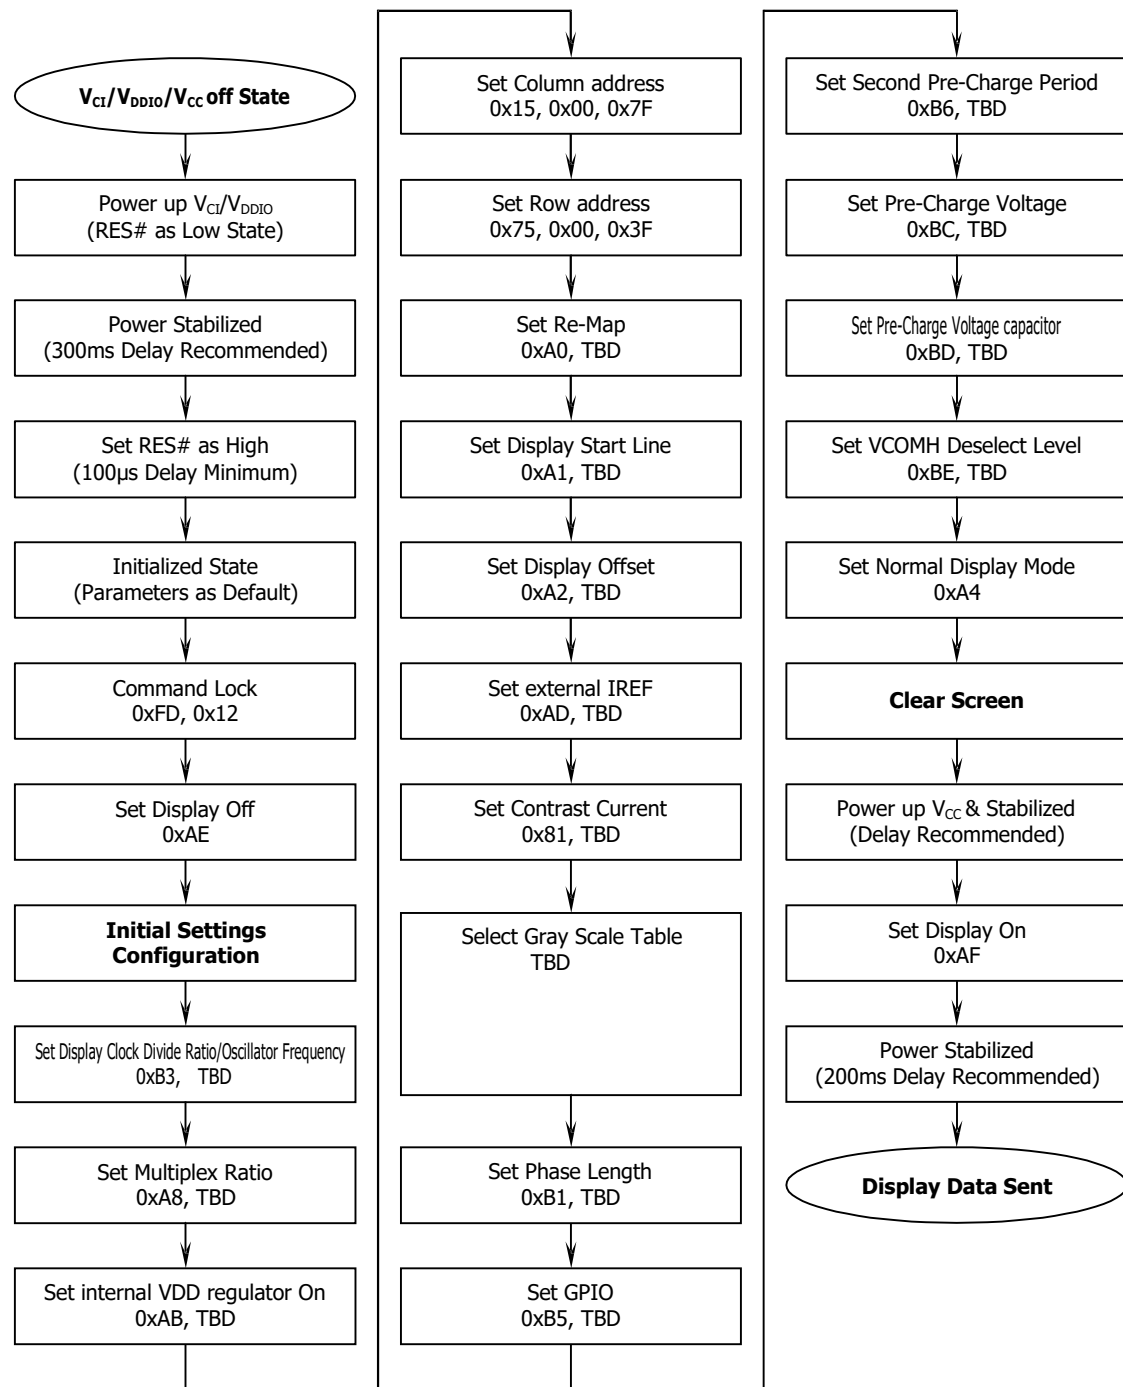 V_CI/V_DDIO/V_CC off State
Power up V_CI/V_DDIO
(RES# as Low State)
Power Stabilized
(300ms Delay Recommended)
Set RES# as High
(100µs Delay Minimum)
Initialized State
(Parameters as Default)
Command Lock
0xFD, 0x12
Set Display Off
0xAE
Initial Settings
Configuration
Set Display Clock Divide Ratio/Oscillator Frequency
0xB3, TBD
Set Multiplex Ratio
0xA8, TBD
Set internal VDD regulator On
0xAB, TBD
Set Column address
0x15, 0x00, 0x7F
Set Row address
0x75, 0x00, 0x3F
Set Re-Map
0xA0, TBD
Set Display Start Line
0xA1, TBD
Set Display Offset
0xA2, TBD
Set external IREF
0xAD, TBD
Set Contrast Current
0x81, TBD
Select Gray Scale Table
TBD
Set Phase Length
0xB1, TBD
Set GPIO
0xB5, TBD
Set Second Pre-Charge Period
0xB6, TBD
Set Pre-Charge Voltage
0xBC, TBD
Set Pre-Charge Voltage capacitor
0xBD, TBD
Set VCOMH Deselect Level
0xBE, TBD
Set Normal Display Mode
0xA4
Clear Screen
Power up V_CC & Stabilized
(Delay Recommended)
Set Display On
0xAF
Power Stabilized
(200ms Delay Recommended)
Display Data Sent